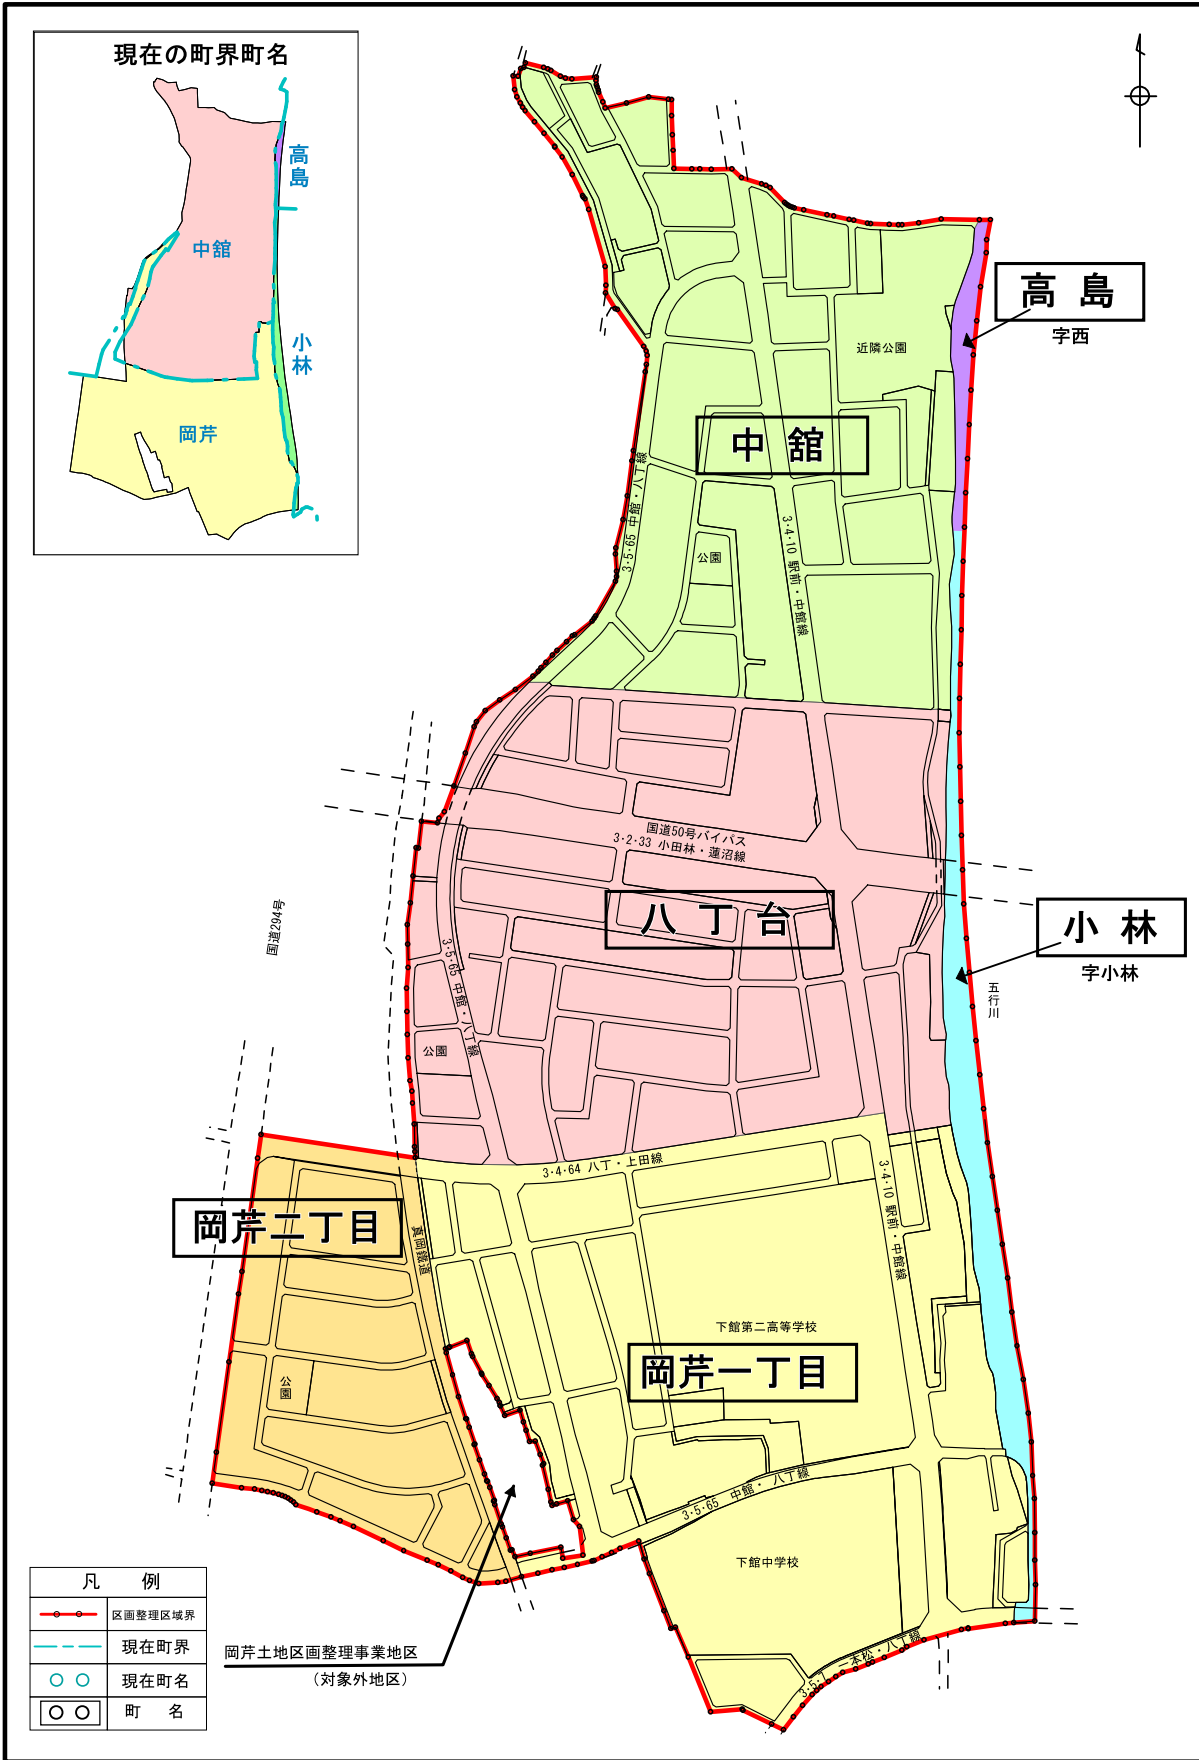 現在の町界町名
高島
中舘
小林
岡芹
高島
字西
近隣公園
中舘
3・5・65 中館・八丁線
公園
3・4・10 駅前・中館線
国道50号バイパス
3・2・33 小田林・蓮沼線
八丁台
小林
字小林
五行川
国道294号
3・5・65 中館・八丁線
公園
3・4・64 八丁・上田線
岡芹二丁目
真岡鐵道
3・4・10 駅前・中館線
下館第二高等学校
岡芹一丁目
公園
3・5・65 中館・八丁線
下館中学校
3・5・7 一本松・八丁線
岡芹土地区画整理事業地区
(対象外地区)
凡 例
区画整理区域界
現在町界
現在町名
町 名